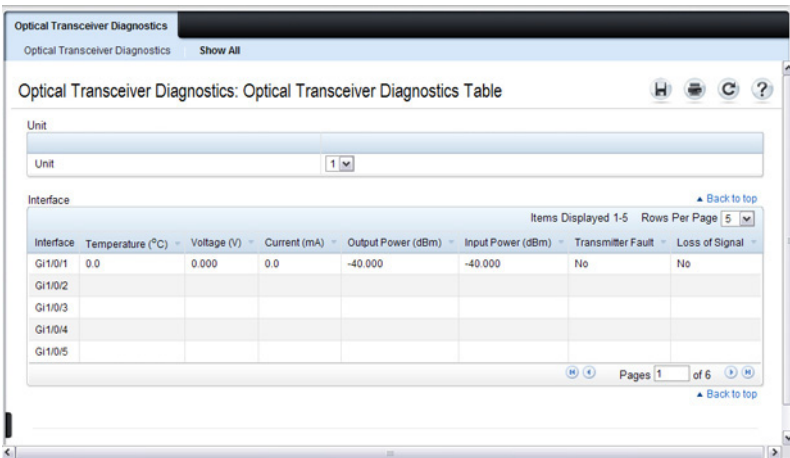 Optical Transceiver Diagnostics
Optical Transceiver Diagnostics Show All
Optical Transceiver Diagnostics: Optical Transceiver Diagnostics Table
?
Unit
Unit 1
Interface
Back to top
Items Displayed 1-5 Rows Per Page 5
Interface Temperature (°C) Voltage (V) Current (mA) Output Power (dBm) Input Power (dBm) Transmitter Fault Loss of Signal
Gi1/0/1 0.0 0.000 0.0 -40.000 -40.000 No No
Gi1/0/2
Gi1/0/3
Gi1/0/4
Gi1/0/5
Pages 1 of 6
Back to top